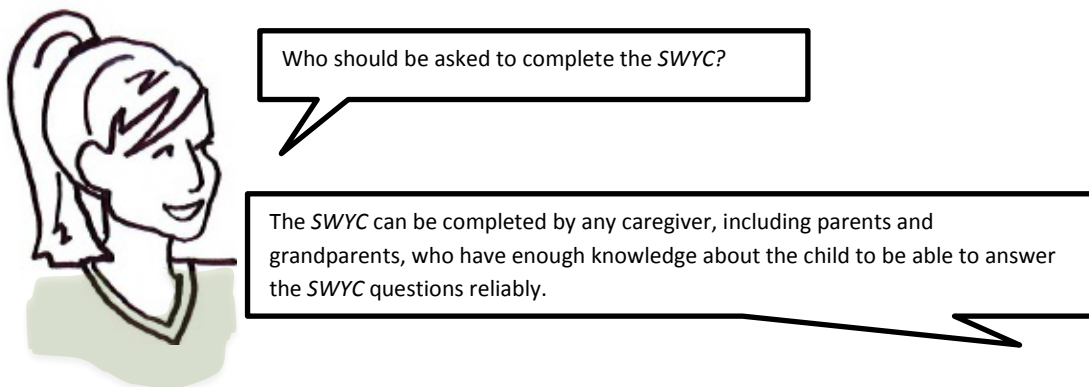 Who should be asked to complete the SWYC?
The SWYC can be completed by any caregiver, including parents and
grandparents, who have enough knowledge about the child to be able to answer
the SWYC questions reliably.